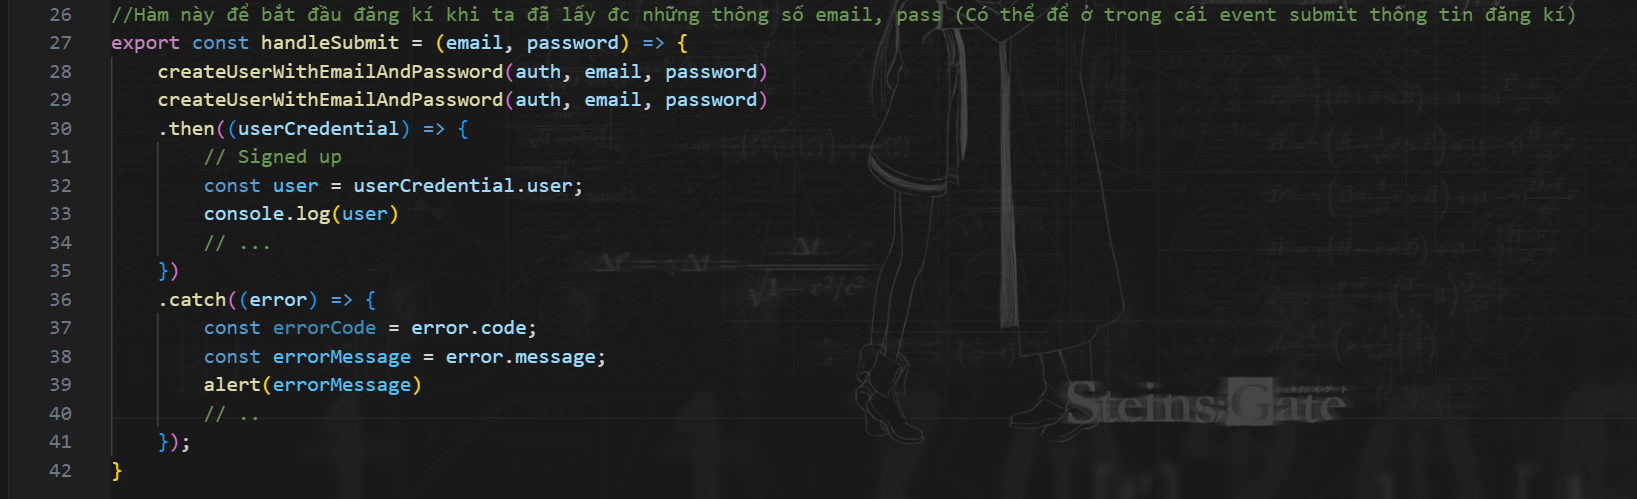 26 //Hàm này để bắt đầu đăng kí khi ta đã lấy đc những thông số email, pass (Có thể để ở trong cái event submit thông tin đăng kí)
27 export const handleSubmit = (email, password) => {
28     createUserWithEmailAndPassword(auth, email, password)
29     createUserWithEmailAndPassword(auth, email, password)
30     .then((userCredential) => {
31         // Signed up
32         const user = userCredential.user;
33         console.log(user)
34         // ...
35     })
36     .catch((error) => {
37         const errorCode = error.code;
38         const errorMessage = error.message;
39         alert(errorMessage)
40         // ..
41     });
42 }
Steins;Gate